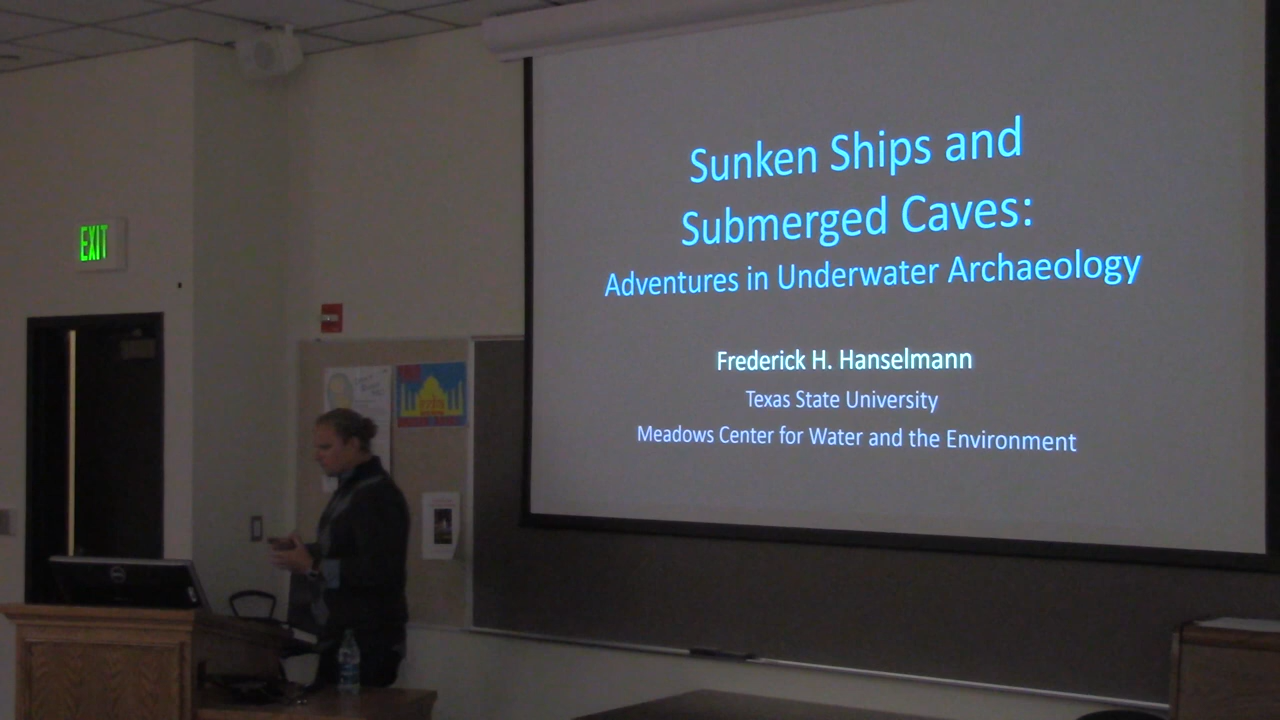 Sunken Ships and
Submerged Caves:
Adventures in Underwater Archaeology
Frederick H. Hanselmann
Texas State University
Meadows Center for Water and the Environment
EXIT
DELL